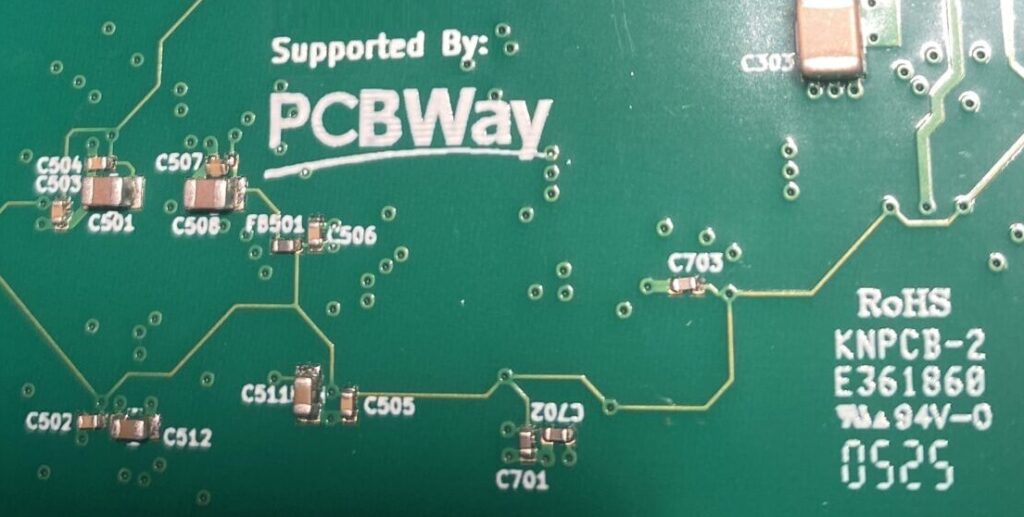 Supported By:
PCBWay
C303
C504
C503
C501
C507
C508
FB501
C506
C703
RoHS
KNPCB-2
E361860
94V-0
0525
C511
C505
C502
C512
C702
C701